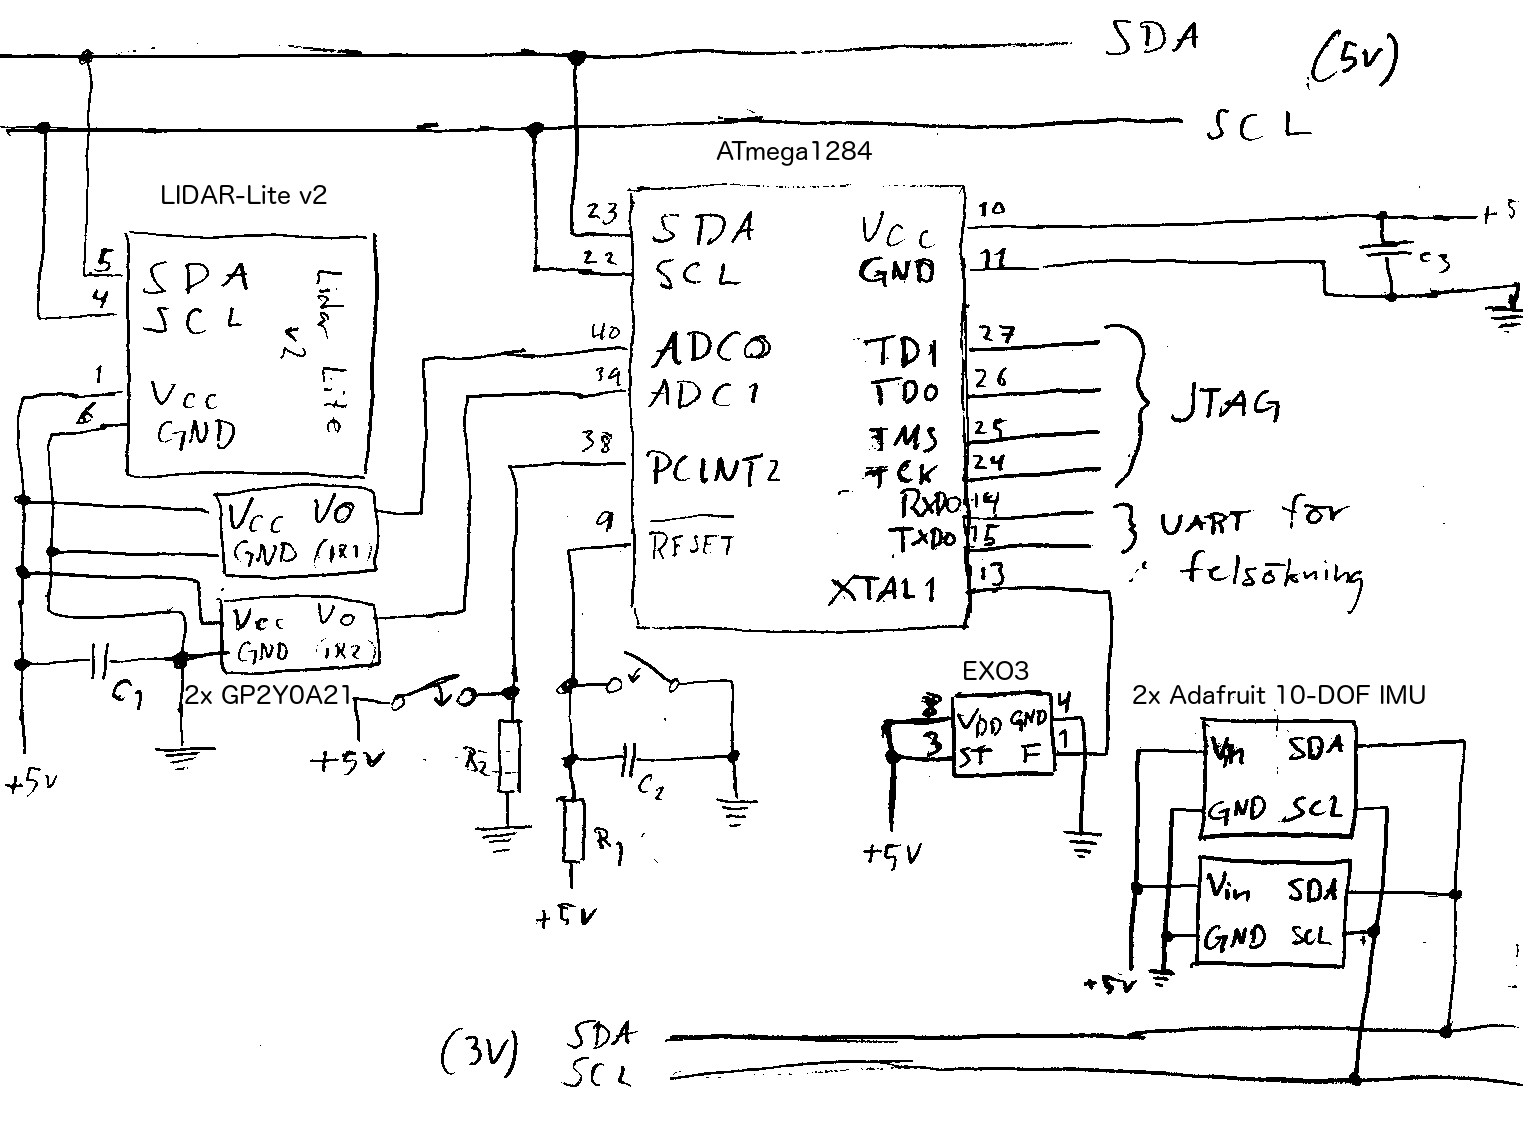 SDA
(5V)
SCL
ATmega1284
LIDAR-Lite v2
23
SDA
22
SCL
40
ADC0
39
ADC1
38
PCINT2
9
RESET
VCC
10
GND
11
TDI
27
TDO
26
TMS
25
TCK
24
RXD0
14
TXD0
15
XTAL1
13
+5
C3
JTAG
UART for
felsökning
5
SDA
4
SCL
Lidar Lite
v2
1
VCC
6
GND
VCC VO
GND (IR1)
VCC VO
GND (IR2)
C1
2x GP2Y0A21
+5V
+5V
R2
C2
R1
+5V
EXO3
8
VDD GND
4
3
ST F
1
+5V
2x Adafruit 10-DOF IMU
Vin SDA
GND SCL
Vin SDA
GND SCL
+5V
(3V)
SDA
SCL